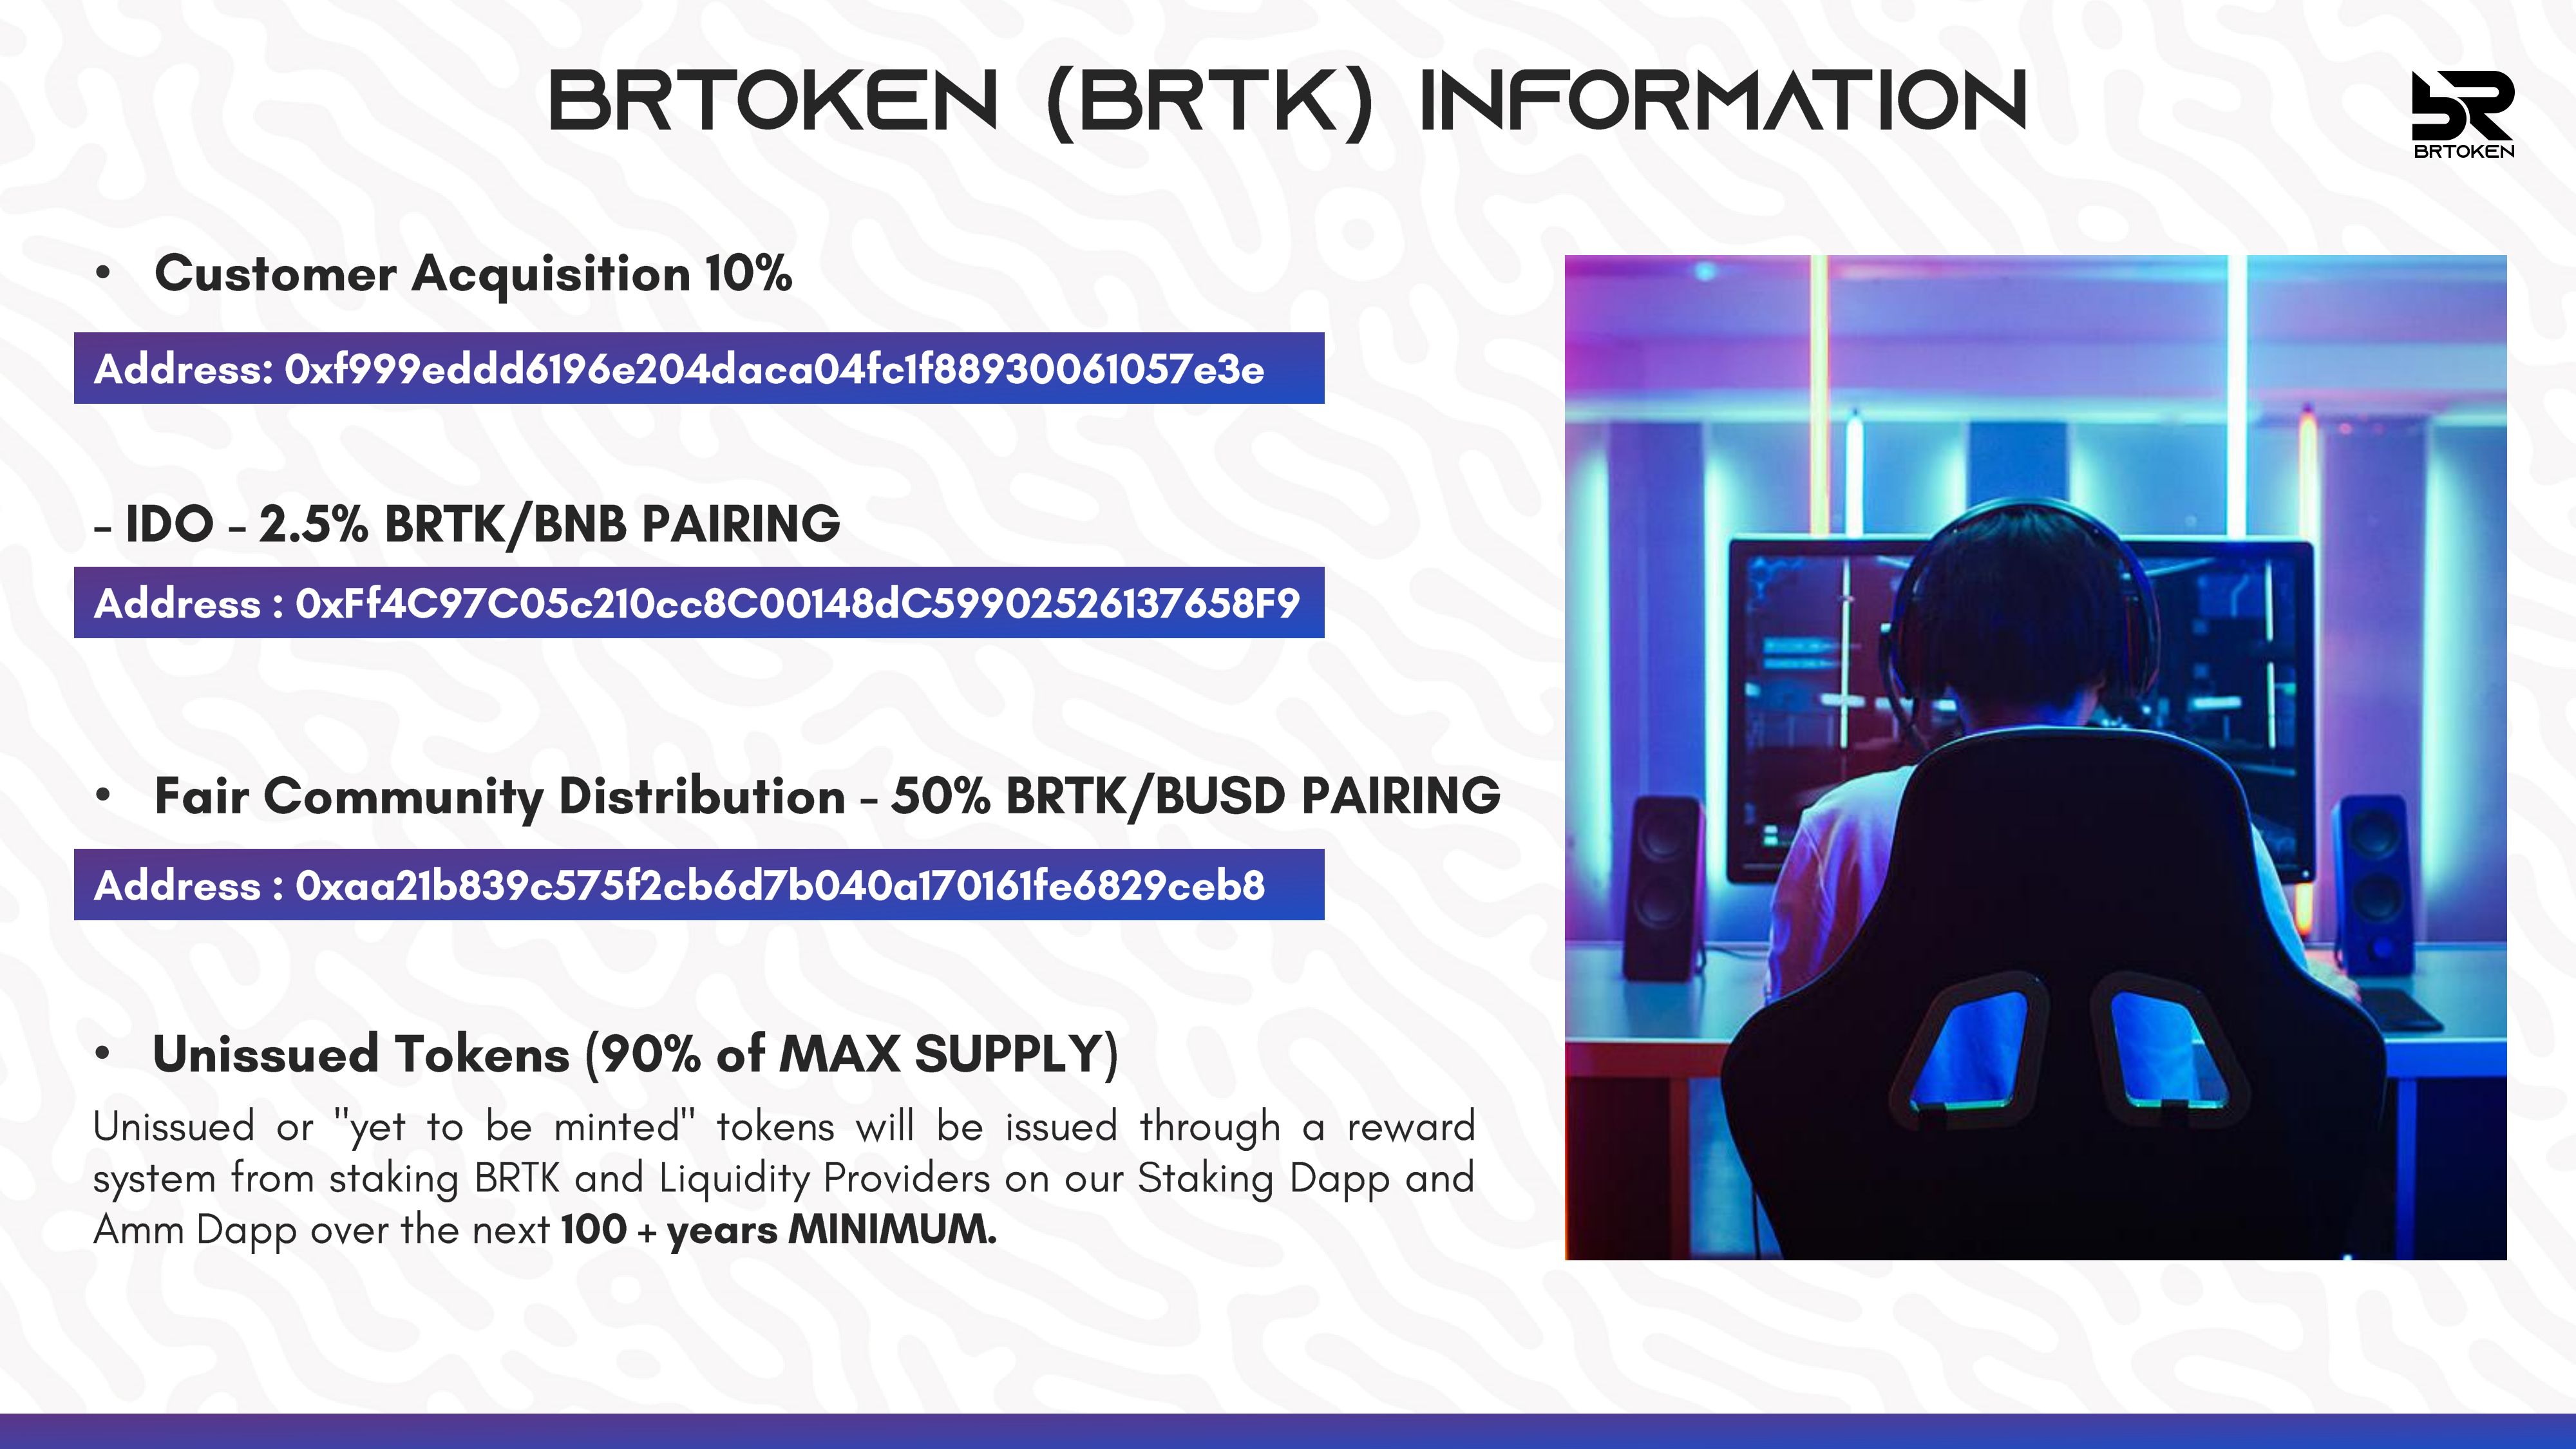 BRTOKEN (BRTK) INFORMATION
BRTOKEN
• Customer Acquisition 10%
Address: 0xf999eddd6196e204daca04fc1f88930061057e3e
- IDO - 2.5% BRTK/BNB PAIRING
Address : 0xFf4C97C05c210cc8C00148dC59902526137658F9
• Fair Community Distribution - 50% BRTK/BUSD PAIRING
Address : 0xaa21b839c575f2cb6d7b040a170161fe6829ceb8
• Unissued Tokens (90% of MAX SUPPLY)
Unissued or "yet to be minted" tokens will be issued through a reward
system from staking BRTK and Liquidity Providers on our Staking Dapp and
Amm Dapp over the next 100 + years MINIMUM.